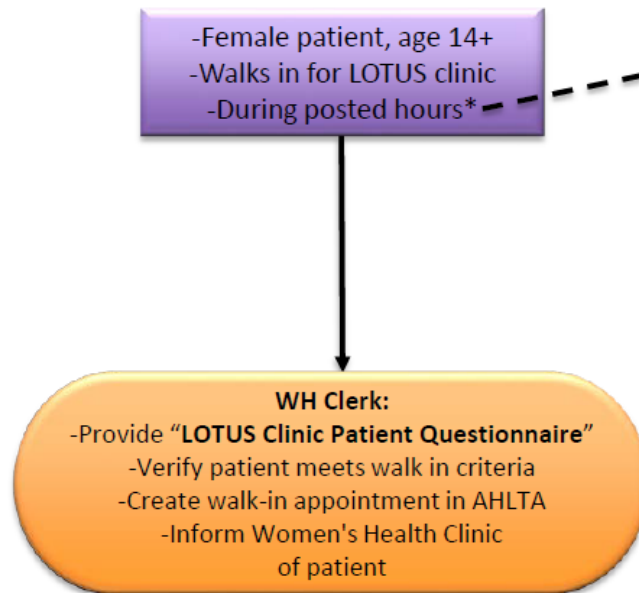 -Female patient, age 14+
-Walks in for LOTUS clinic
-During posted hours*
WH Clerk:
-Provide “LOTUS Clinic Patient Questionnaire”
-Verify patient meets walk in criteria
-Create walk-in appointment in AHLTA
-Inform Women's Health Clinic
of patient